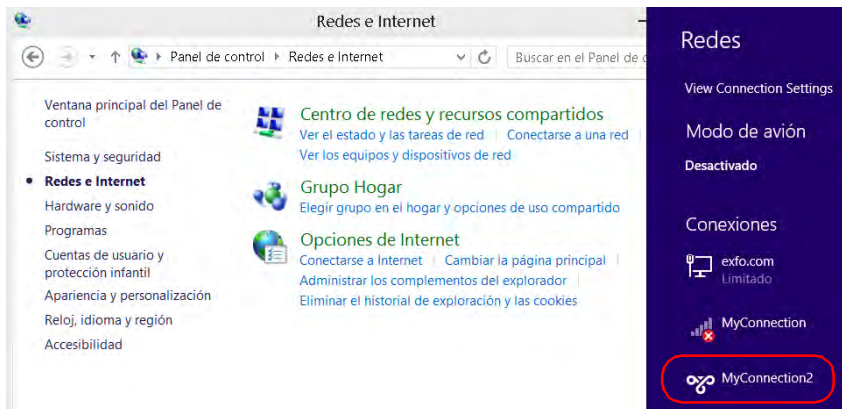 Redes e Internet
Panel de control Redes e Internet
Buscar en el Panel de
Ventana principal del Panel de
control
Sistema y seguridad
Redes e Internet
Hardware y sonido
Programas
Cuentas de usuario y
protección infantil
Apariencia y personalización
Reloj, idioma y región
Accesibilidad
Centro de redes y recursos compartidos
Ver el estado y las tareas de red Conectarse a una red
Ver los equipos y dispositivos de red
Grupo Hogar
Elegir grupo en el hogar y opciones de uso compartido
Opciones de Internet
Conectarse a Internet Cambiar la página principal
Administrar los complementos del explorador
Eliminar el historial de exploración y las cookies
Redes
View Connection Settings
Modo de avión
Desactivado
Conexiones
exfo.com
Limitado
MyConnection
MyConnection2